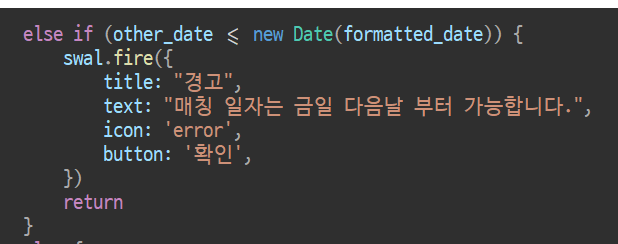 else if (other_date <= new Date(formatted_date)) {
swal.fire({
title: "경고",
text: "매칭 일자는 금일 다음날 부터 가능합니다.",
icon: 'error',
button: '확인',
})
return
}